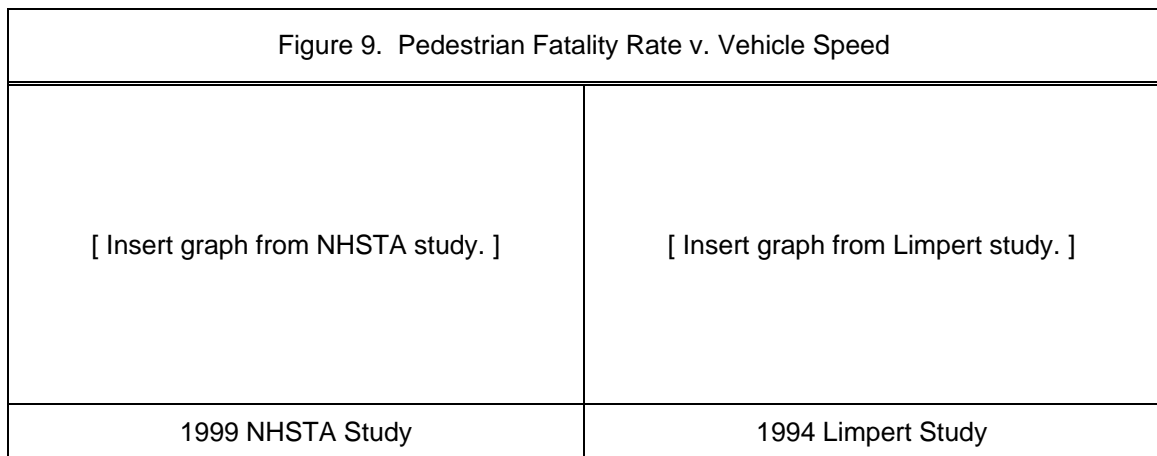 Figure 9.  Pedestrian Fatality Rate v. Vehicle Speed
[ Insert graph from NHSTA study. ]
[ Insert graph from Limpert study. ]
1999 NHSTA Study
1994 Limpert Study